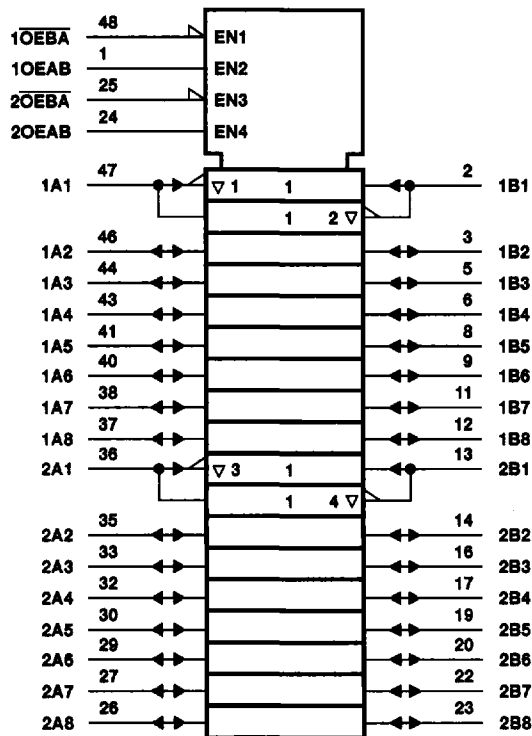 1OEBA 48 EN1
1OEAB 1 EN2
2OEBA 25 EN3
2OEAB 24 EN4
1A1 47 ▽ 1 1 2 1B1
1 2 ▽
1A2 46 3 1B2
1A3 44 5 1B3
1A4 43 6 1B4
1A5 41 8 1B5
1A6 40 9 1B6
1A7 38 11 1B7
1A8 37 12 1B8
2A1 36 ▽ 3 1 13 2B1
1 4 ▽
2A2 35 14 2B2
2A3 33 16 2B3
2A4 32 17 2B4
2A5 30 19 2B5
2A6 29 20 2B6
2A7 27 22 2B7
2A8 26 23 2B8